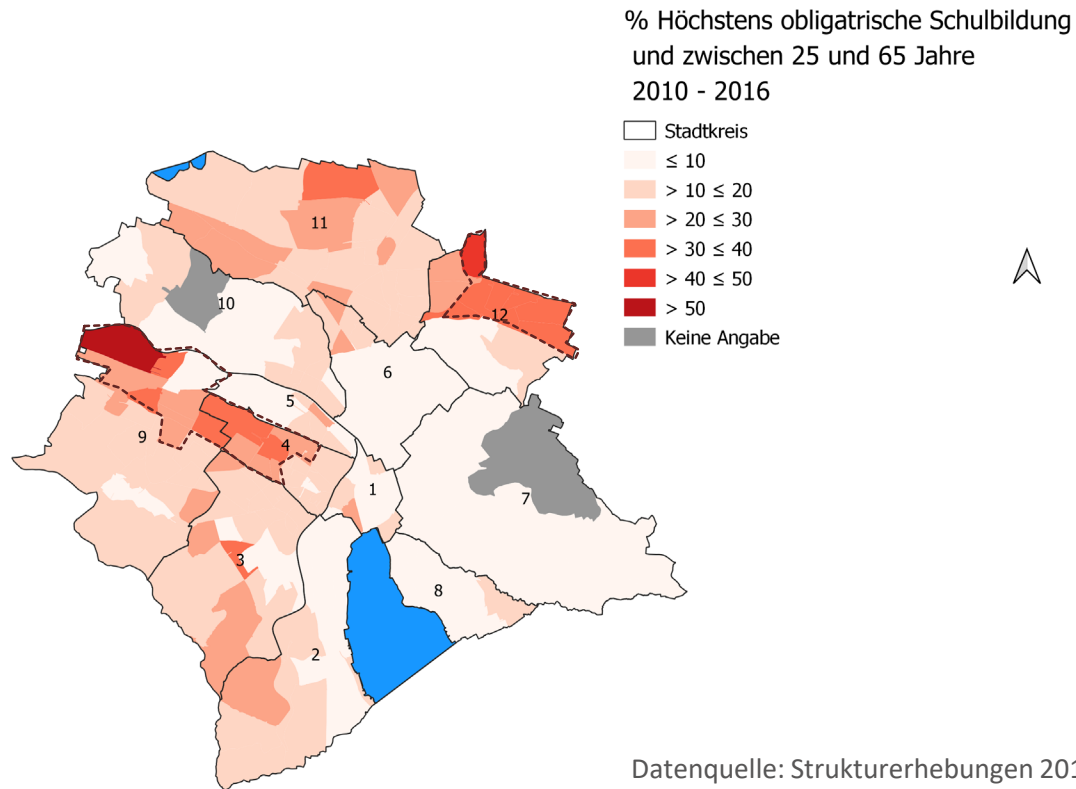 % Höchstens obligatrische Schulbildung
und zwischen 25 und 65 Jahre
2010 - 2016
Stadtkreis
≤ 10
> 10 ≤ 20
> 20 ≤ 30
> 30 ≤ 40
> 40 ≤ 50
> 50
Keine Angabe
11
10
12
6
5
9
4
1
7
3
8
2
Datenquelle: Strukturerhebungen 201